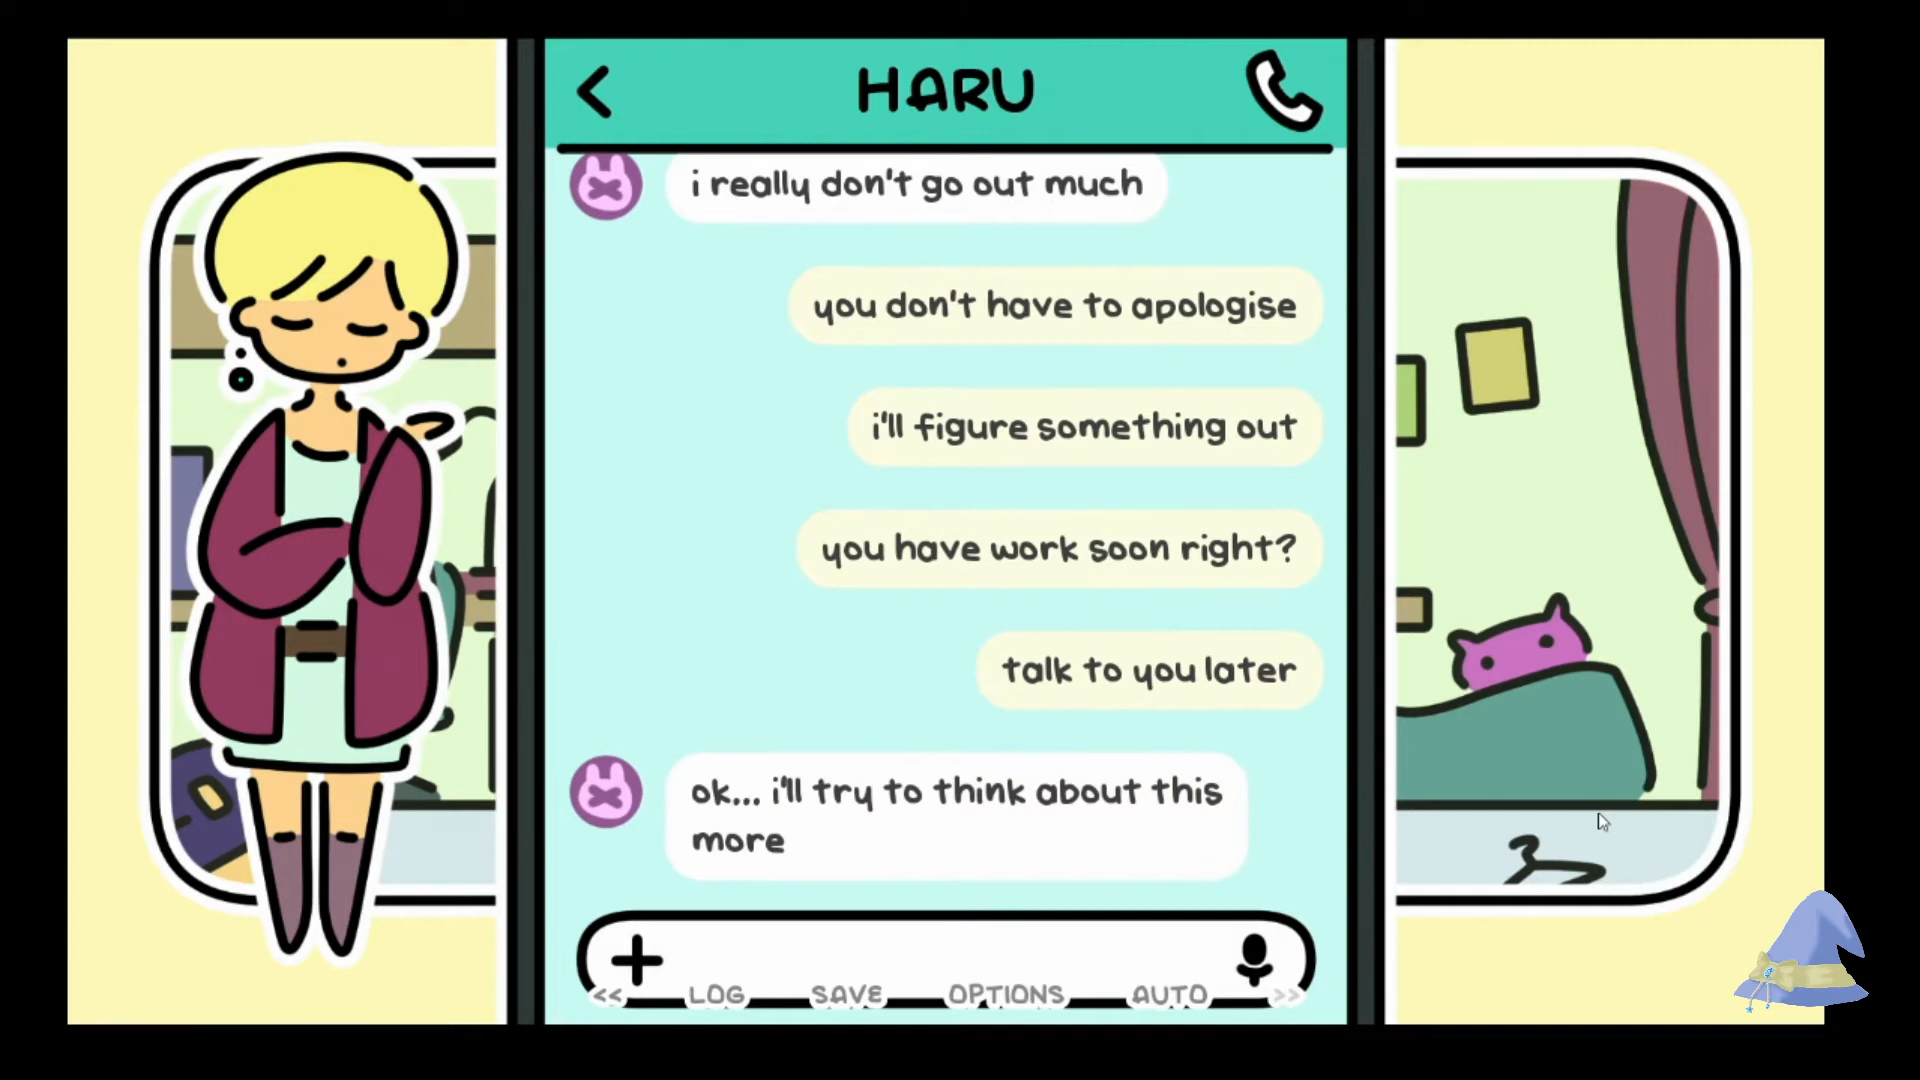 HARU
i really don't go out much
you don't have to apologise
i'll figure something out
you have work soon right?
talk to you later
ok... i'll try to think about this
more
<< LOG SAVE OPTIONS AUTO >>